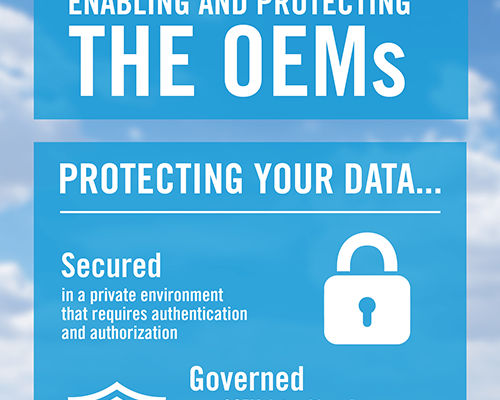 ENABLING AND PROTECTING
THE OEMs
PROTECTING YOUR DATA...
Secured
in a private environment
that requires authentication
and authorization
Governed